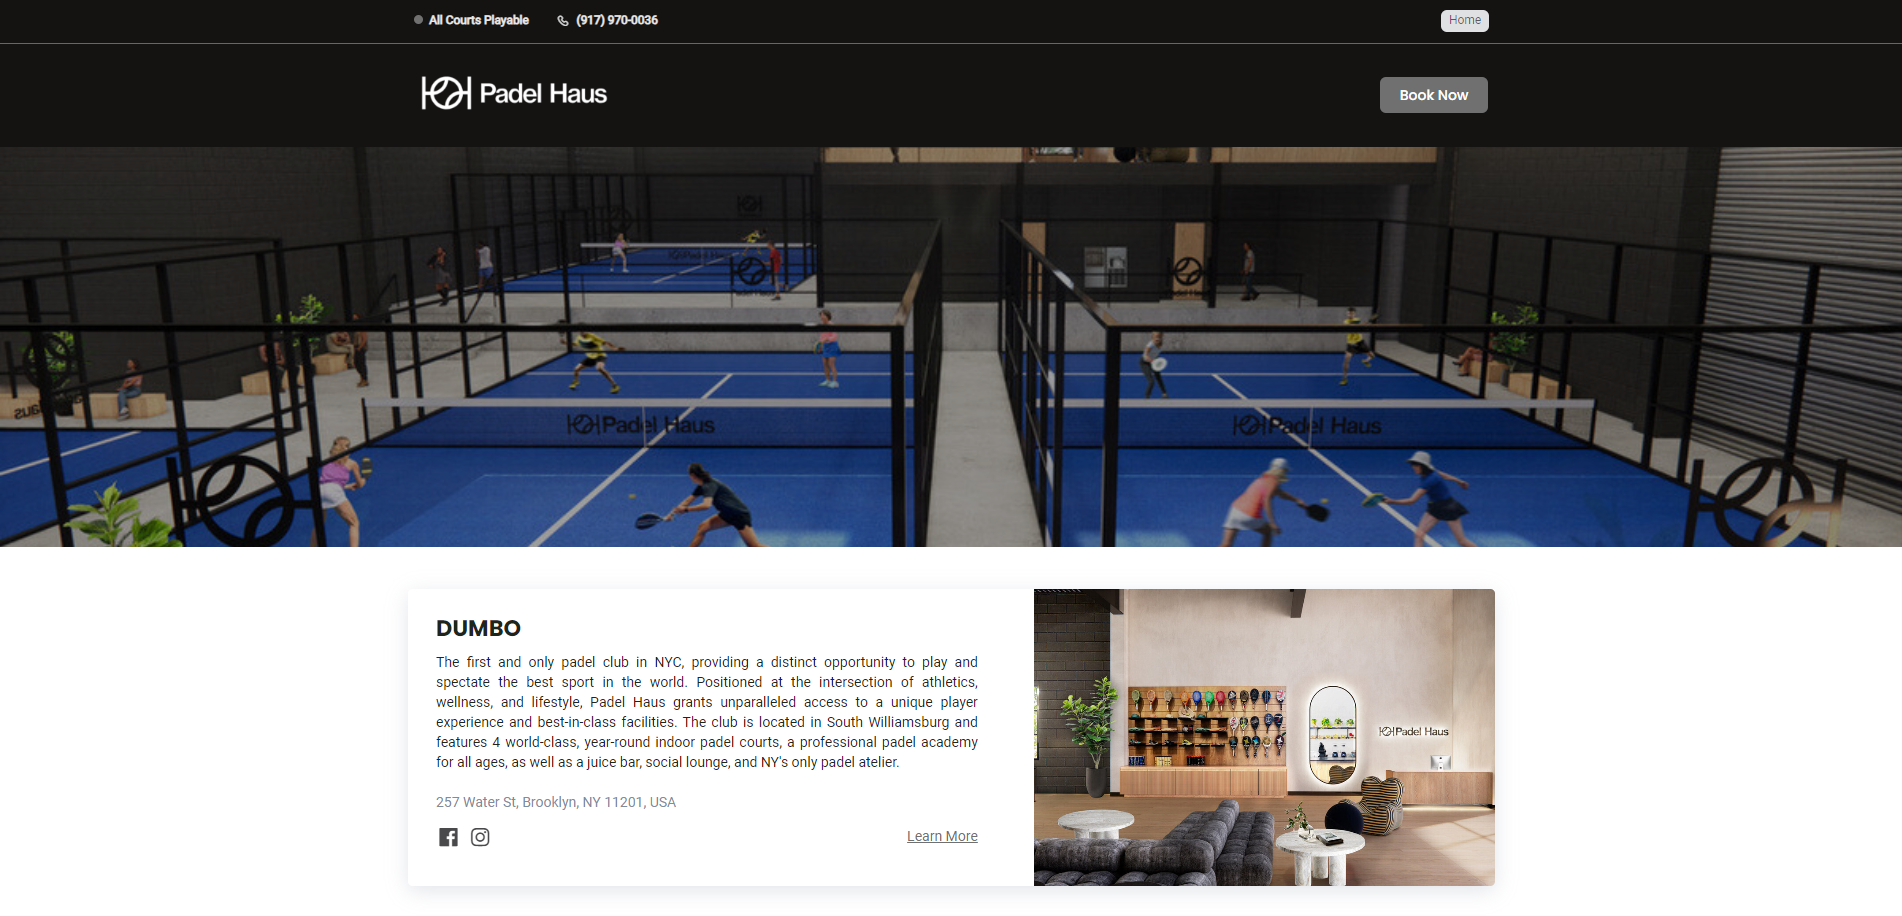 All Courts Playable
(917) 970-0036
Home
Padel Haus
Book Now
Padel Haus
Padel Haus
Padel Haus
DUMBO
The first and only padel club in NYC, providing a distinct opportunity to play and
spectate the best sport in the world. Positioned at the intersection of athletics,
wellness, and lifestyle, Padel Haus grants unparalleled access to a unique player
experience and best-in-class facilities. The club is located in South Williamsburg and
features 4 world-class, year-round indoor padel courts, a professional padel academy
for all ages, as well as a juice bar, social lounge, and NY's only padel atelier.
257 Water St, Brooklyn, NY 11201, USA
Learn More
Padel Haus